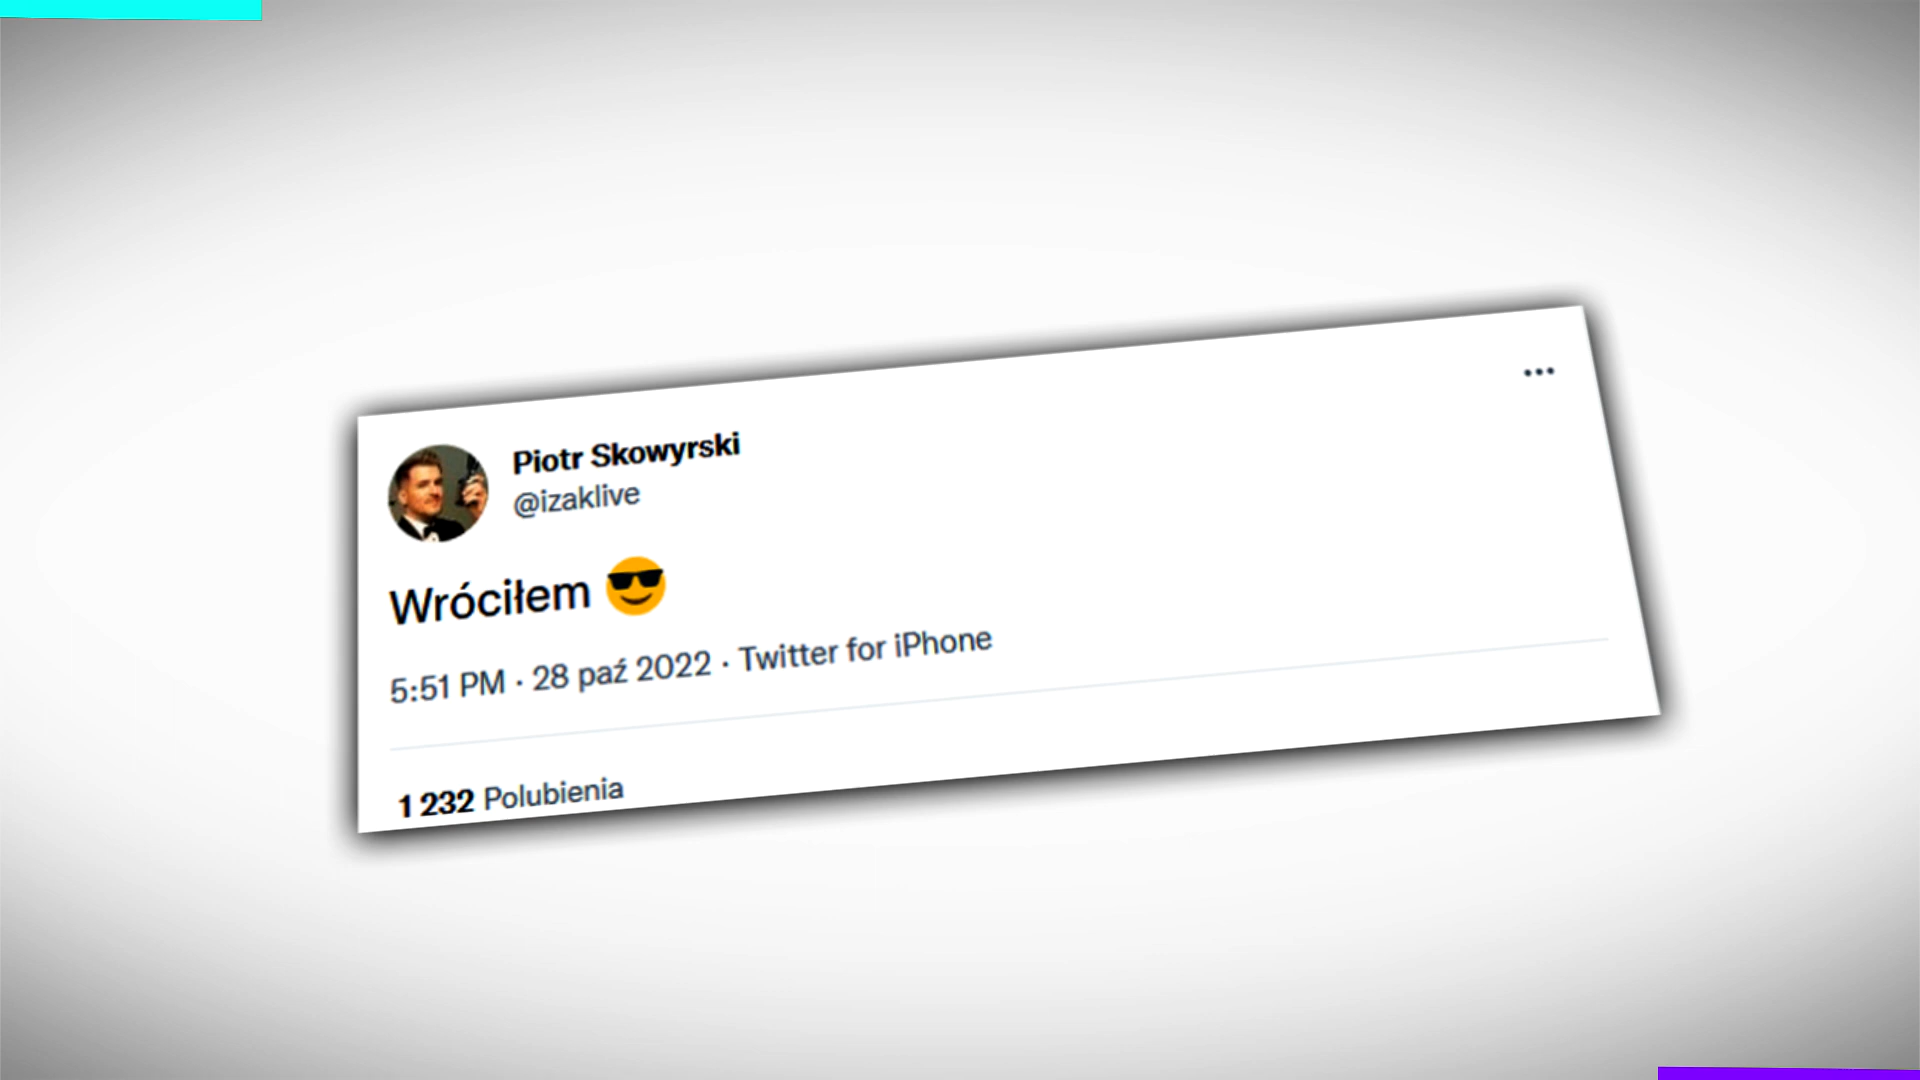 Piotr Skowyrski
@izaklive
Wróciłem 😎
5:51 PM · 28 paź 2022 · Twitter for iPhone
1 232 Polubienia